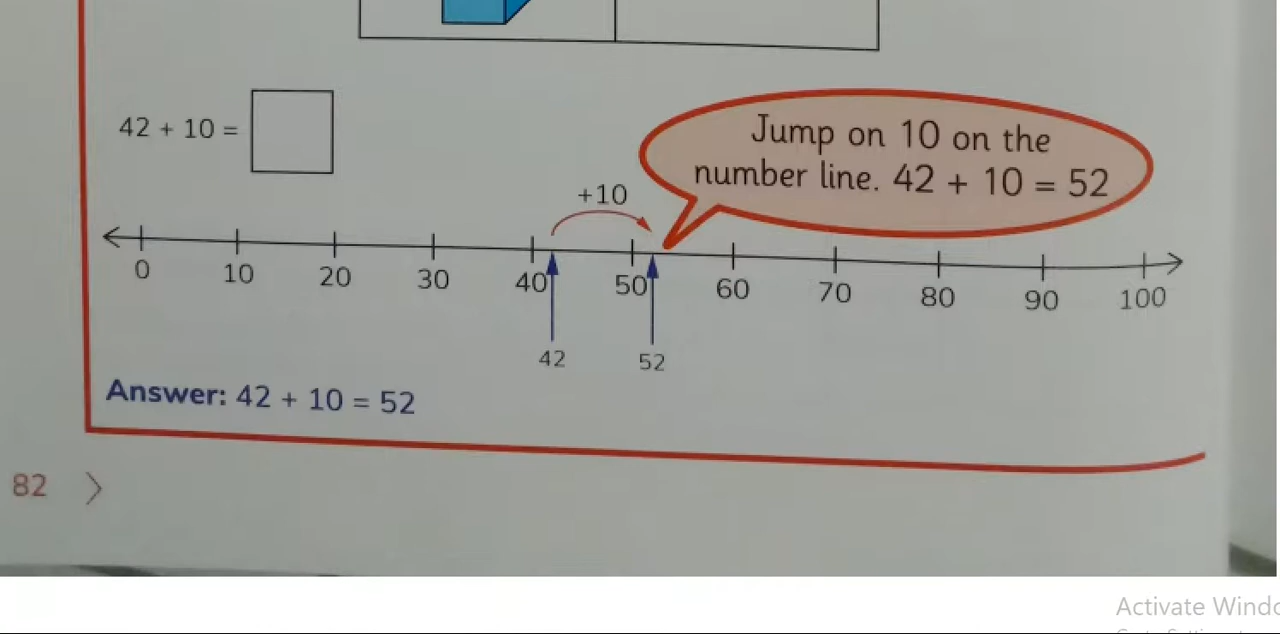 42 + 10 =
Jump on 10 on the
number line. 42 + 10 = 52
+10
0 10 20 30 40 50 60 70 80 90 100
42 52
Answer: 42 + 10 = 52
82
Activate Windo